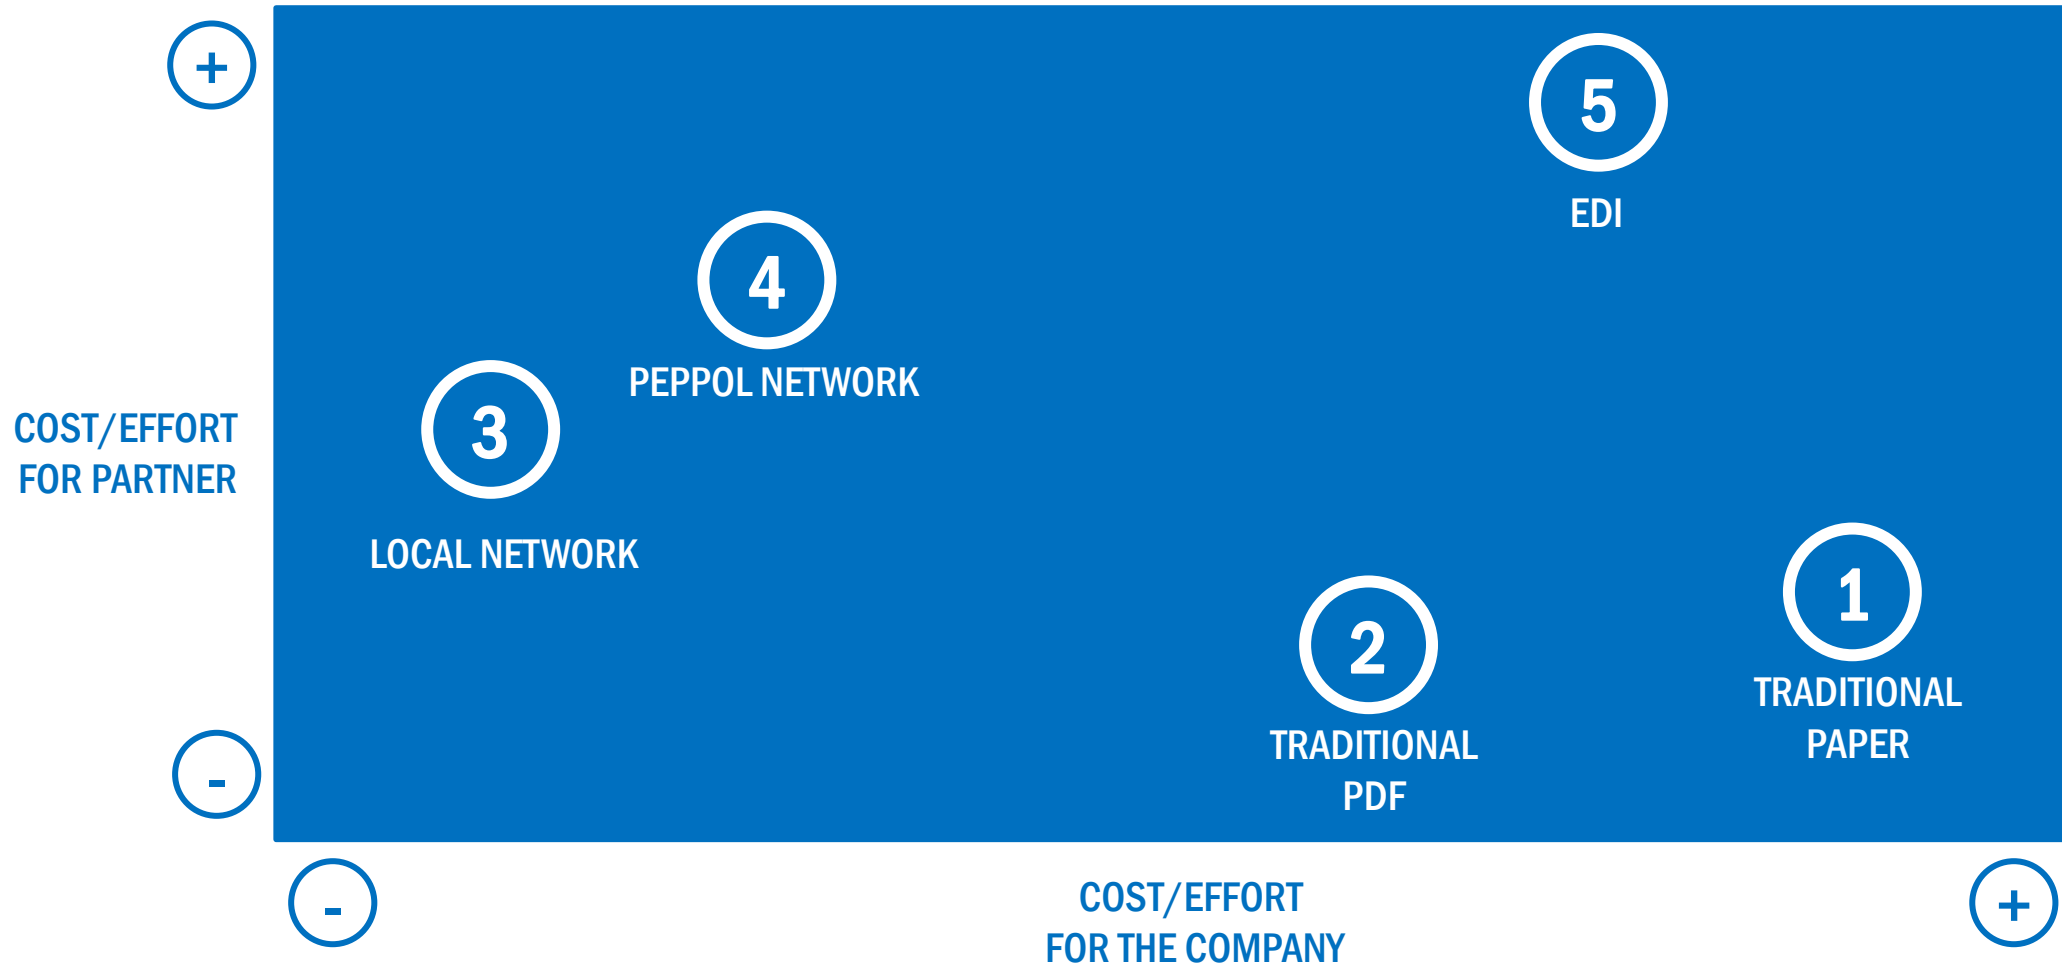 +
5
EDI
4
PEPPOL NETWORK
3
LOCAL NETWORK
COST/EFFORT
FOR PARTNER
1
TRADITIONAL
PAPER
2
TRADITIONAL
PDF
-
-
COST/EFFORT
FOR THE COMPANY
+